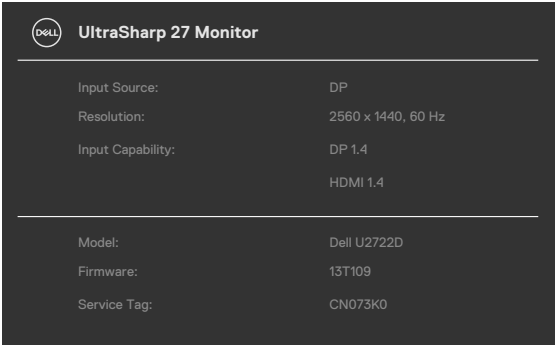 DELL UltraSharp 27 Monitor
Input Source: DP
Resolution: 2560 x 1440, 60 Hz
Input Capability: DP 1.4
HDMI 1.4
Model: Dell U2722D
Firmware: 13T109
Service Tag: CN073K0